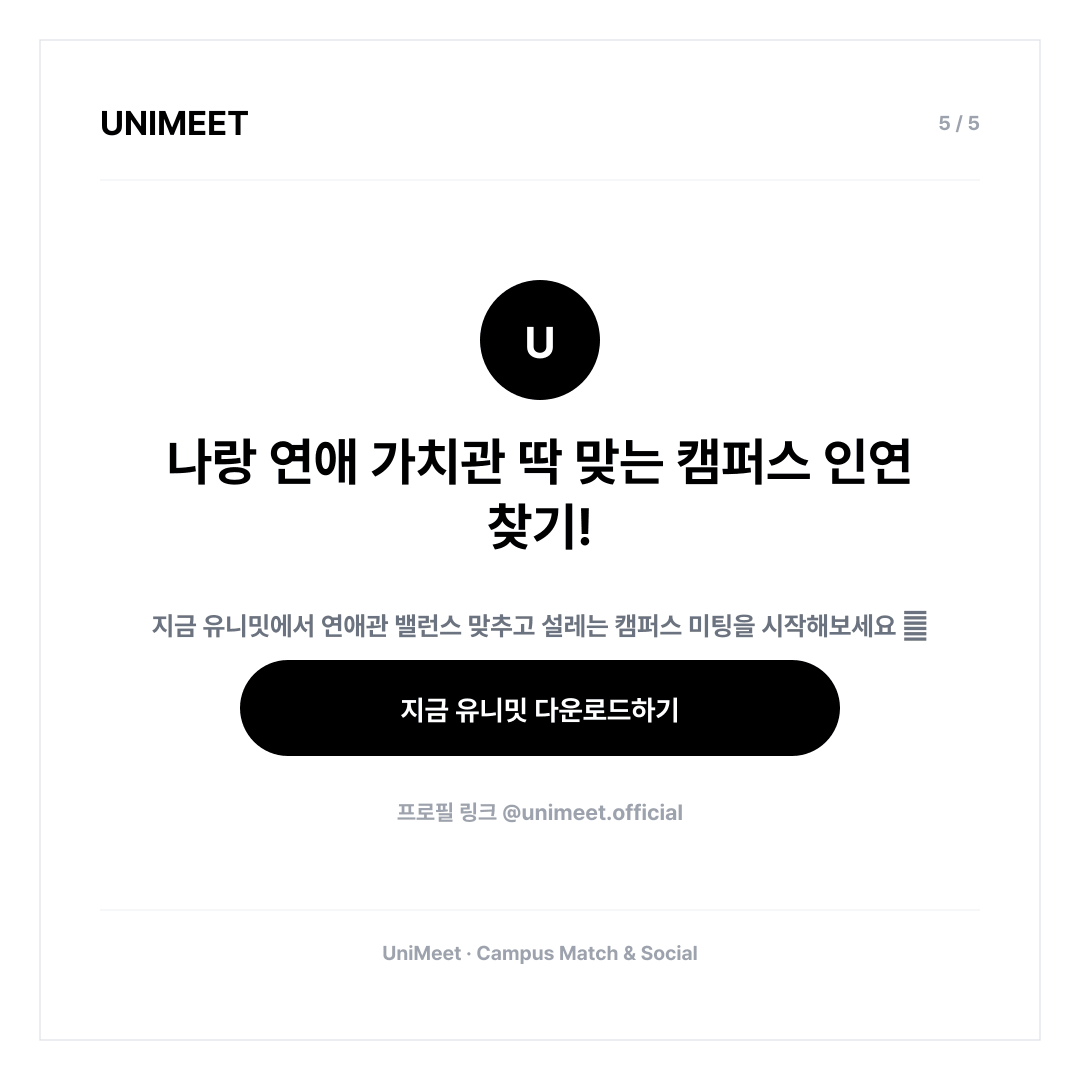 UNIMEET
5 / 5
U
나랑 연애 가치관 딱 맞는 캠퍼스 인연
찾기!
지금 유니밋에서 연애관 밸런스 맞추고 설레는 캠퍼스 미팅을 시작해보세요
지금 유니밋 다운로드하기
프로필 링크 @unimeet.official
UniMeet · Campus Match & Social